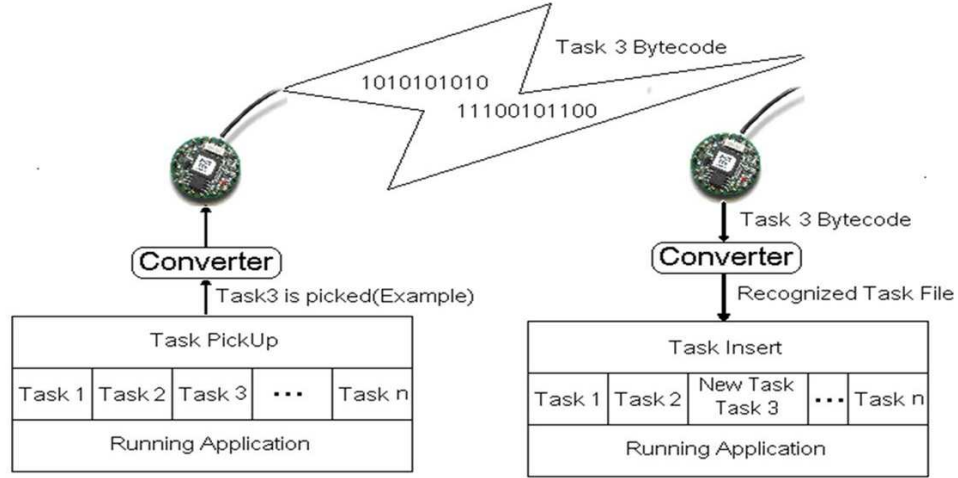 Task 3 Bytecode
1010101010
11100101100
Task 3 Bytecode
Converter
Converter
Task3 is picked(Example)
Recognized Task File
Task PickUp
Task 1 Task 2 Task 3 ... Task n
Running Application
Task Insert
Task 1 Task 2 New Task Task 3 ... Task n
Running Application